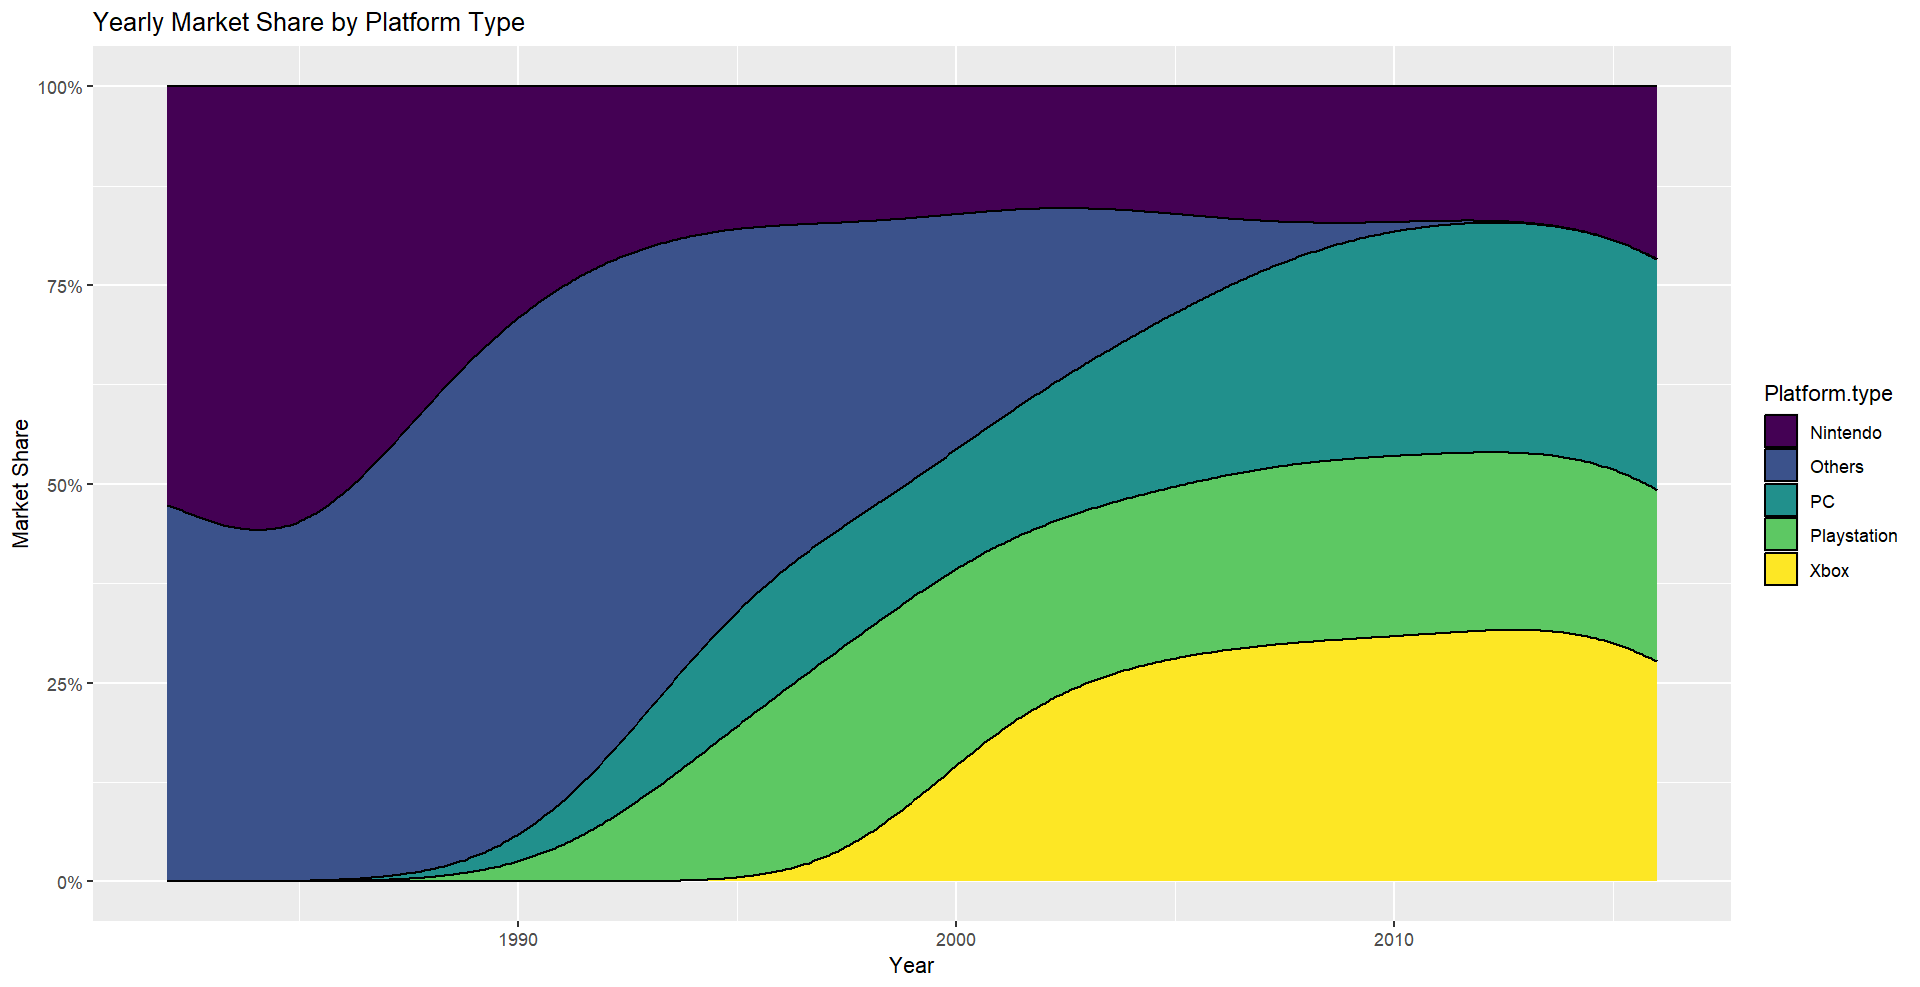 Yearly Market Share by Platform Type
100%
75%
50%
25%
0%
Market Share
1990
2000
2010
Year
Platform.type
Nintendo
Others
PC
Playstation
Xbox